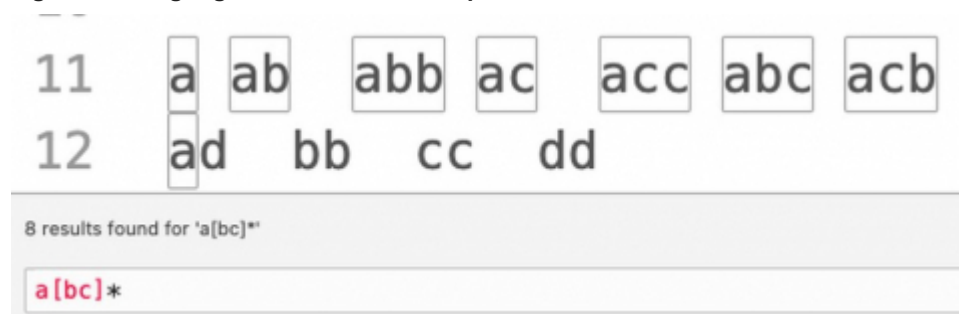 11 a ab abb ac acc abc acb
12 ad bb cc dd
8 results found for 'a[bc]*'
a[bc]*